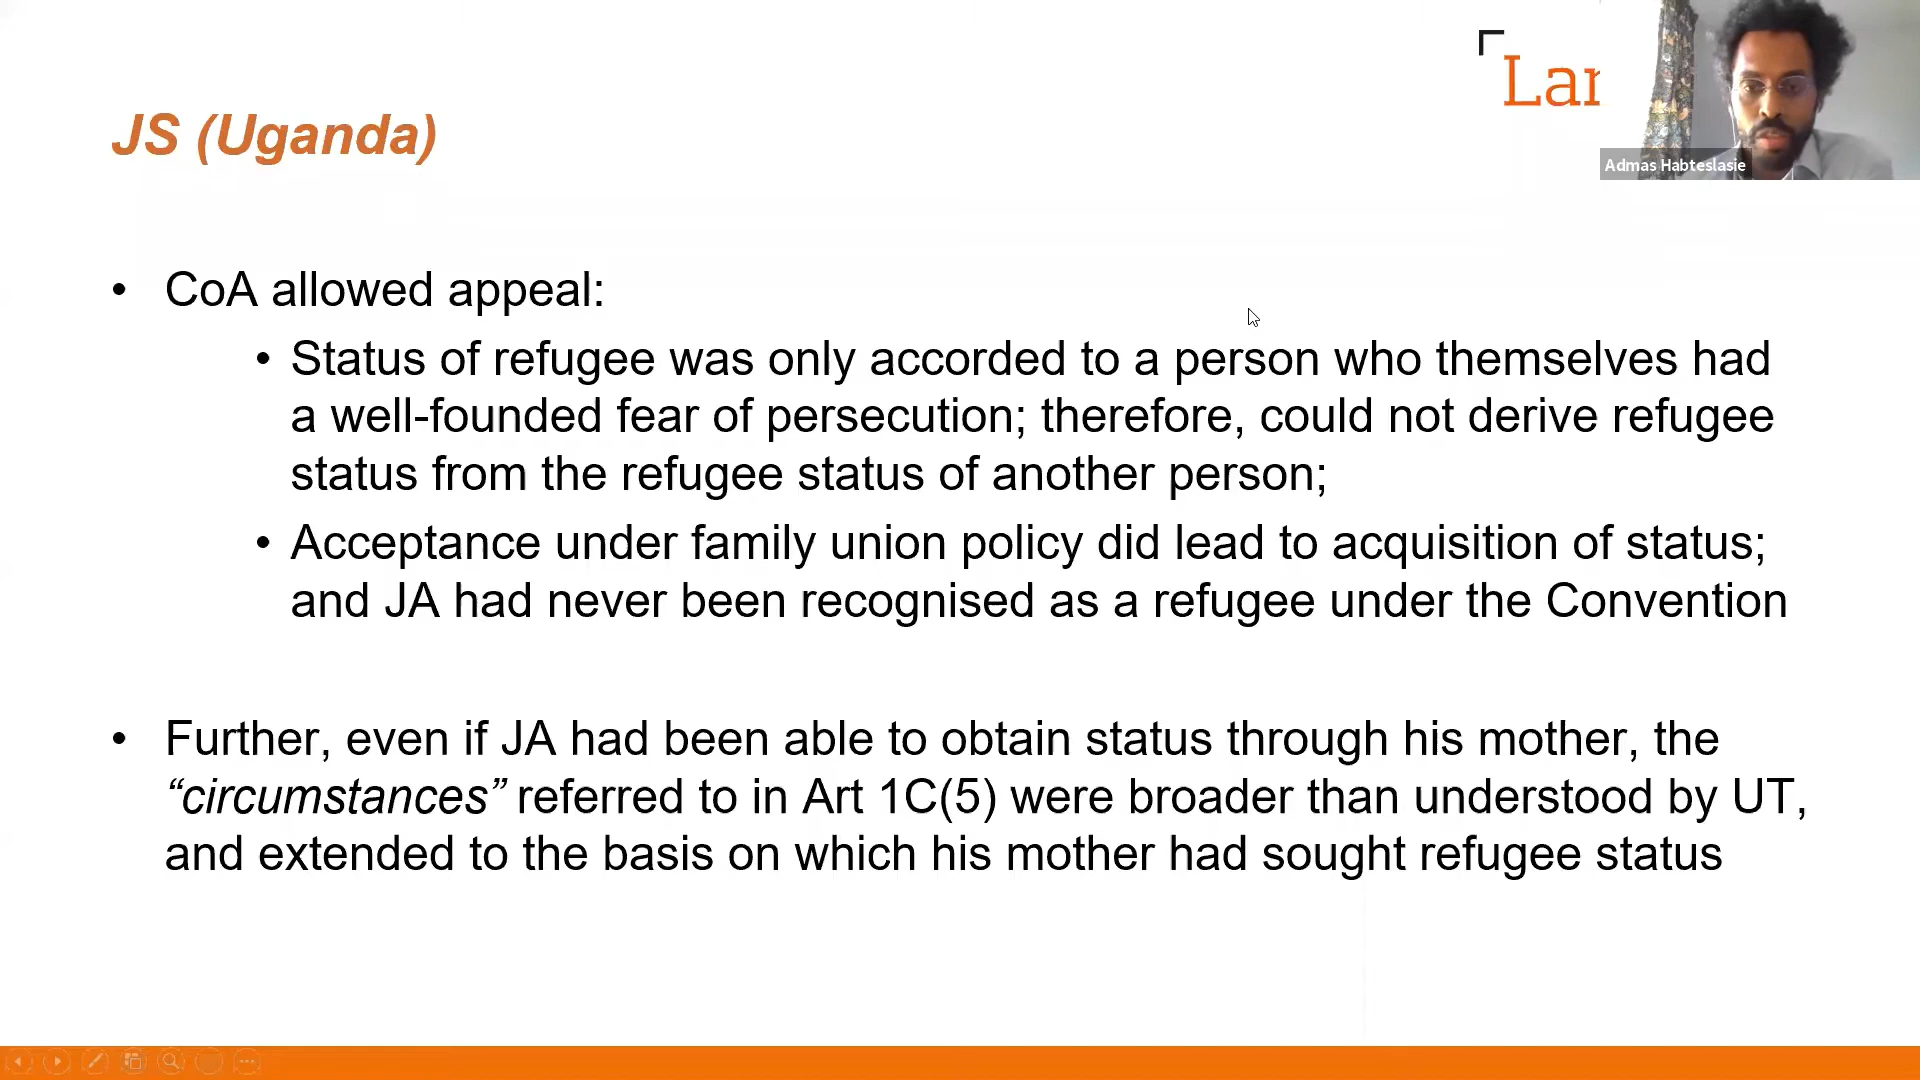 Lar
Admas Habteslasie
JS (Uganda)
• CoA allowed appeal:
• Status of refugee was only accorded to a person who themselves had
a well-founded fear of persecution; therefore, could not derive refugee
status from the refugee status of another person;
• Acceptance under family union policy did lead to acquisition of status;
and JA had never been recognised as a refugee under the Convention
• Further, even if JA had been able to obtain status through his mother, the
“circumstances” referred to in Art 1C(5) were broader than understood by UT,
and extended to the basis on which his mother had sought refugee status